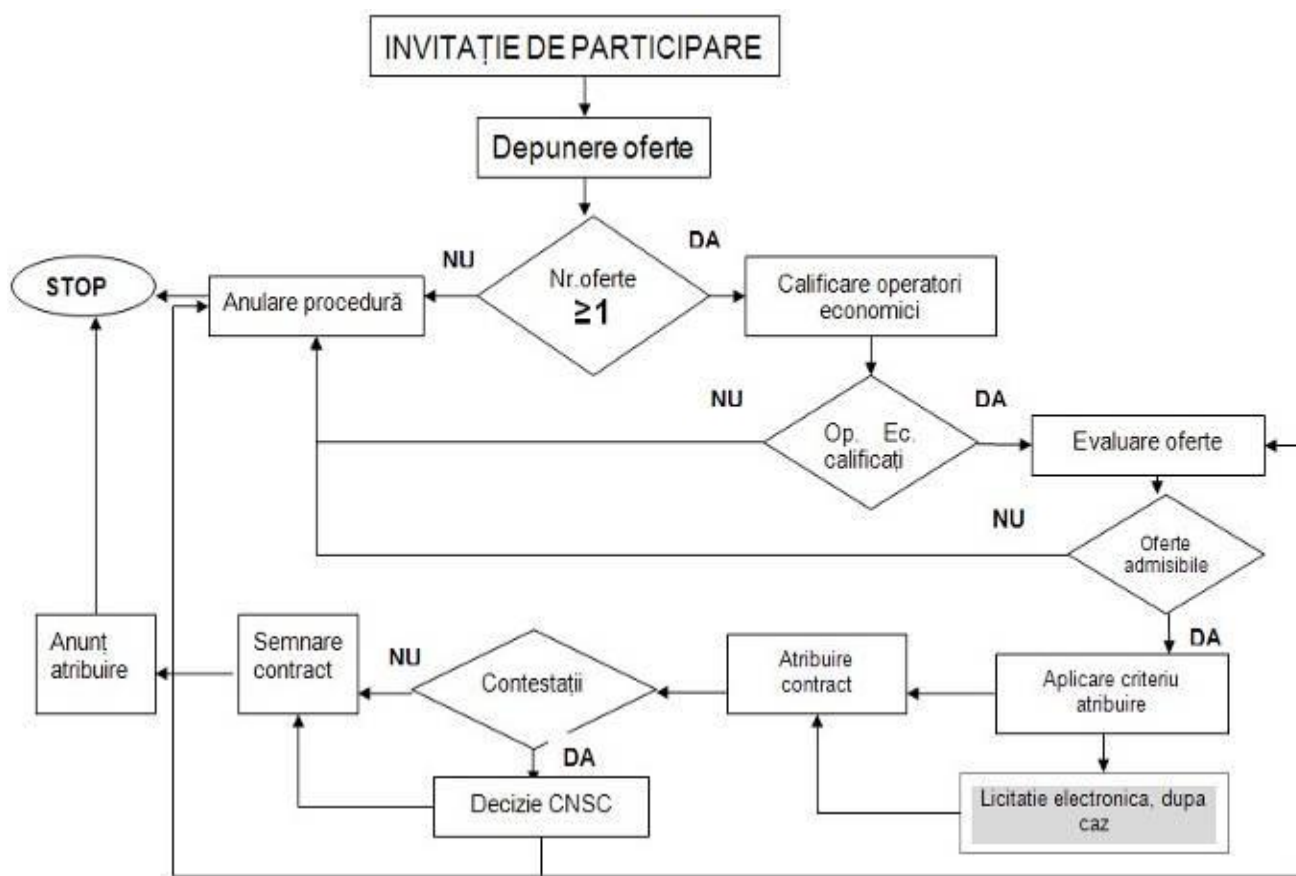 INVITAȚIE DE PARTICIPARE
Depunere oferte
NU
DA
Nr.oferte
≥1
STOP
Anulare procedură
Calificare operatori
economici
NU
DA
Op. Ec.
calificați
Evaluare oferte
NU
Oferte
admisibile
DA
Anunț
atribuire
Semnare
contract
NU
Contestații
Atribuire
contract
Aplicare criteriu
atribuire
DA
Decizie CNSC
Licitatie electronica, dupa
caz